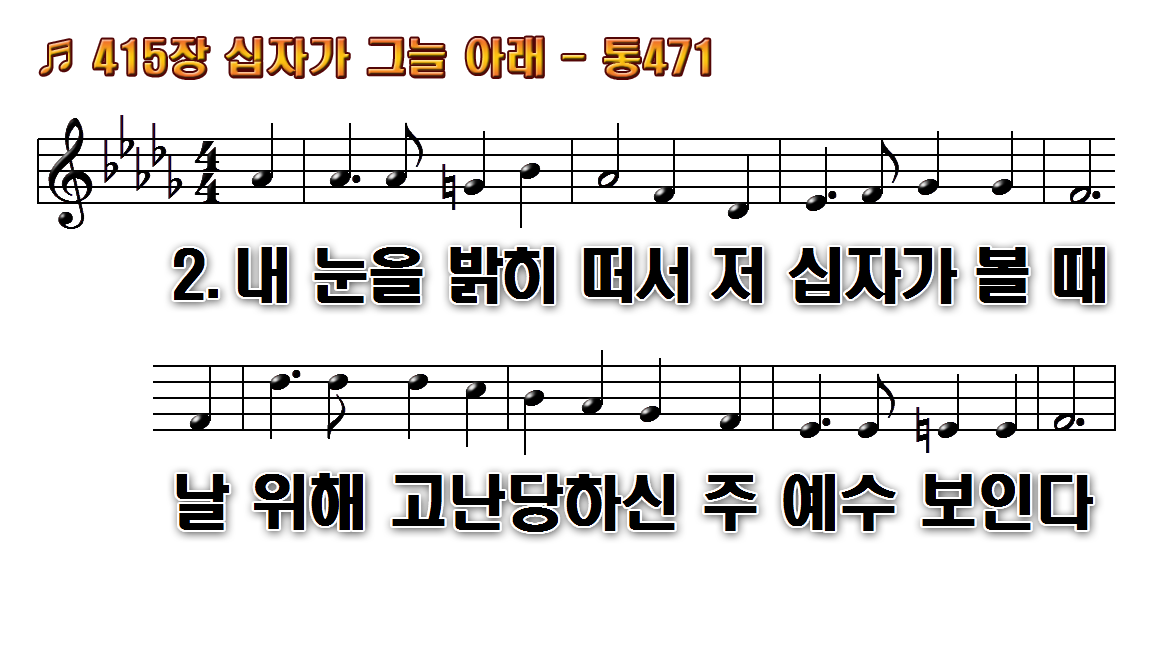 ♬ 415장 십자가 그늘 아래 - 통471
4
4
2. 내 눈을 밝히 떠서 저 십자가 볼 때
날 위해 고난당하신 주 예수 보인다